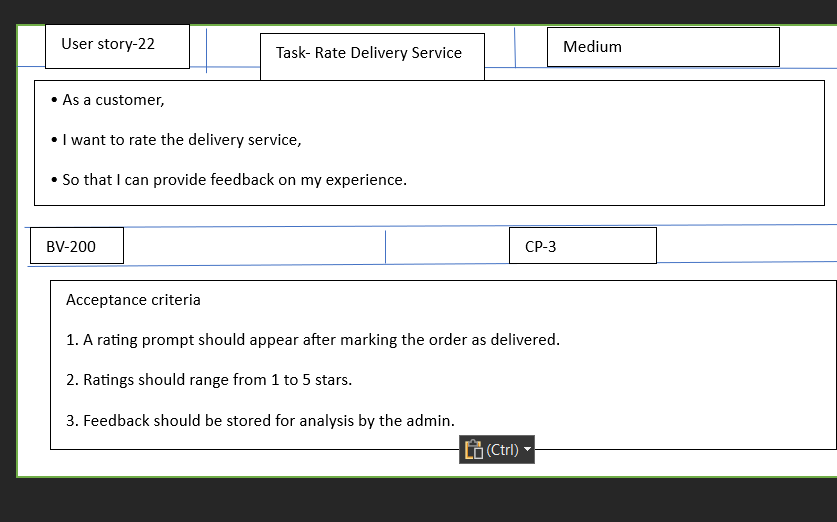 User story-22
Task- Rate Delivery Service
Medium
• As a customer,
• I want to rate the delivery service,
• So that I can provide feedback on my experience.
BV-200
CP-3
Acceptance criteria
1. A rating prompt should appear after marking the order as delivered.
2. Ratings should range from 1 to 5 stars.
3. Feedback should be stored for analysis by the admin.
(Ctrl)